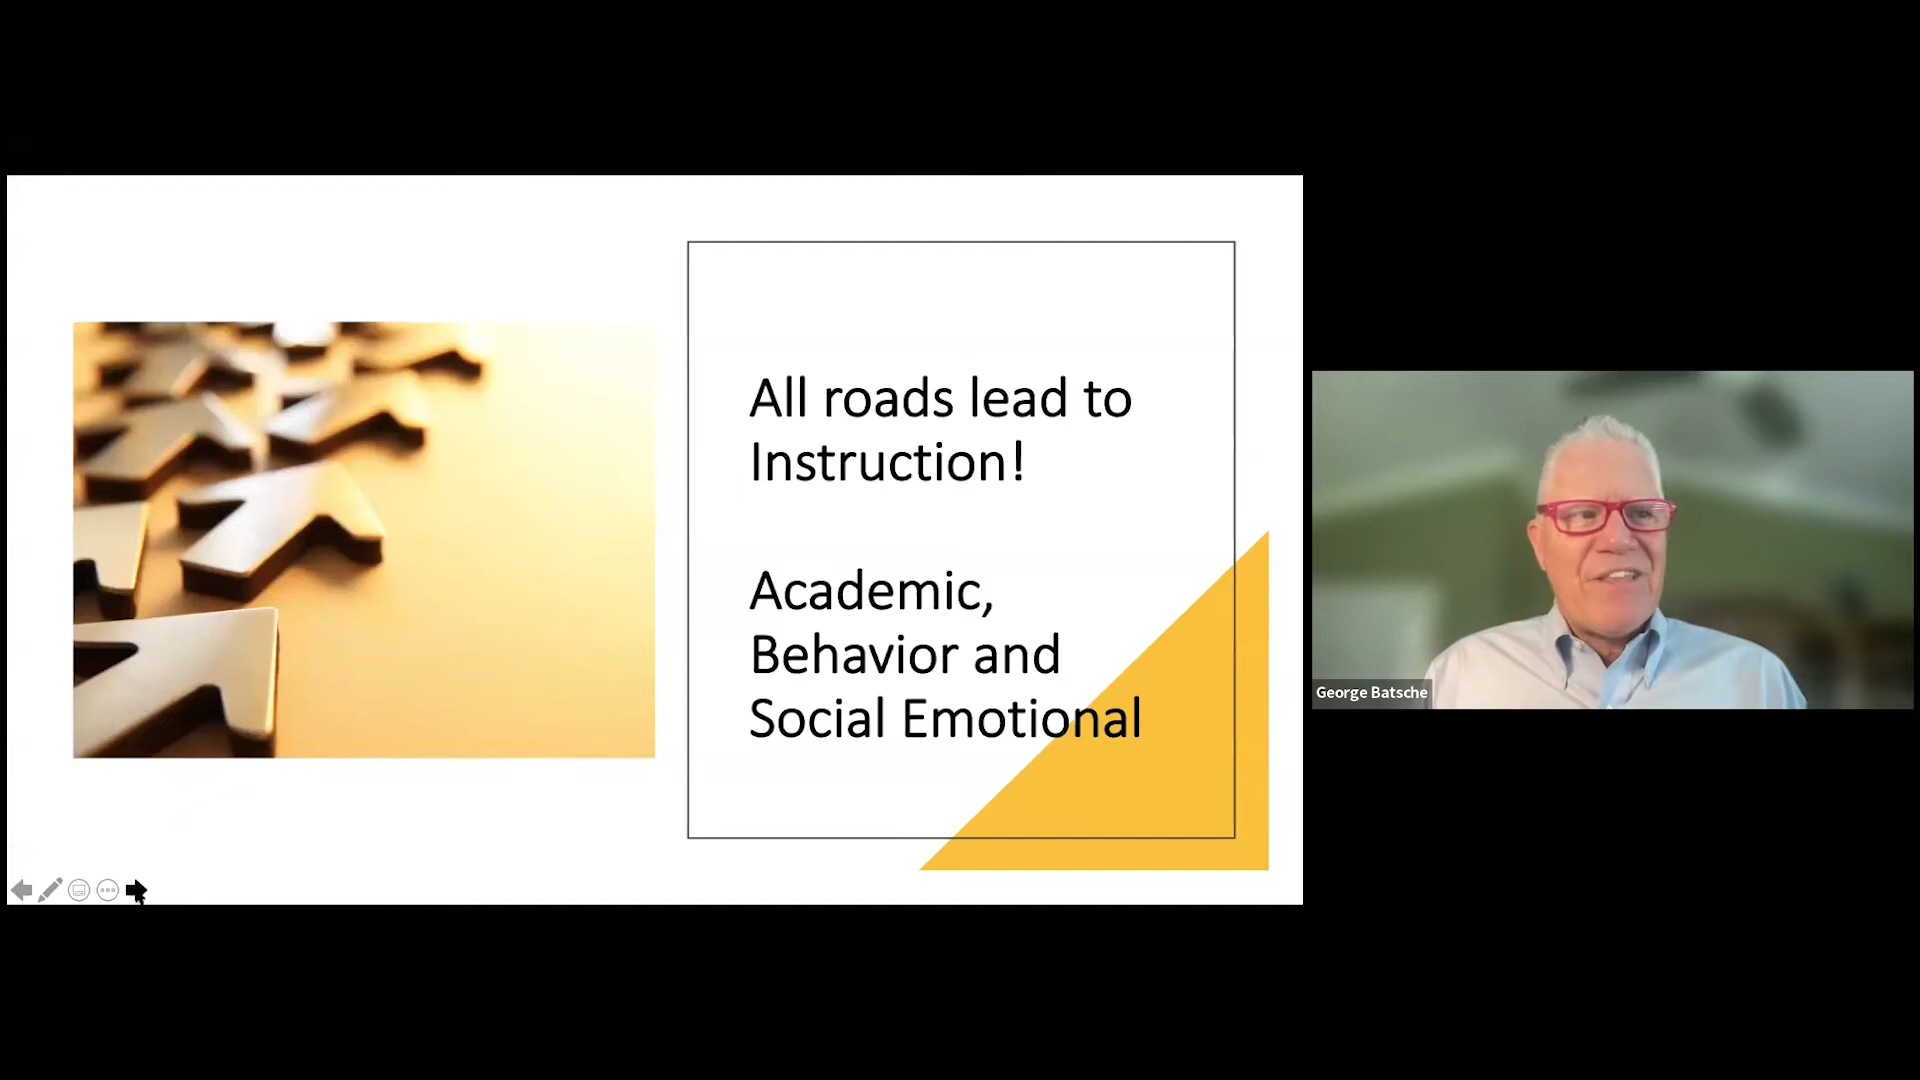 All roads lead to
Instruction!
Academic,
Behavior and
Social Emotional
George Batsche